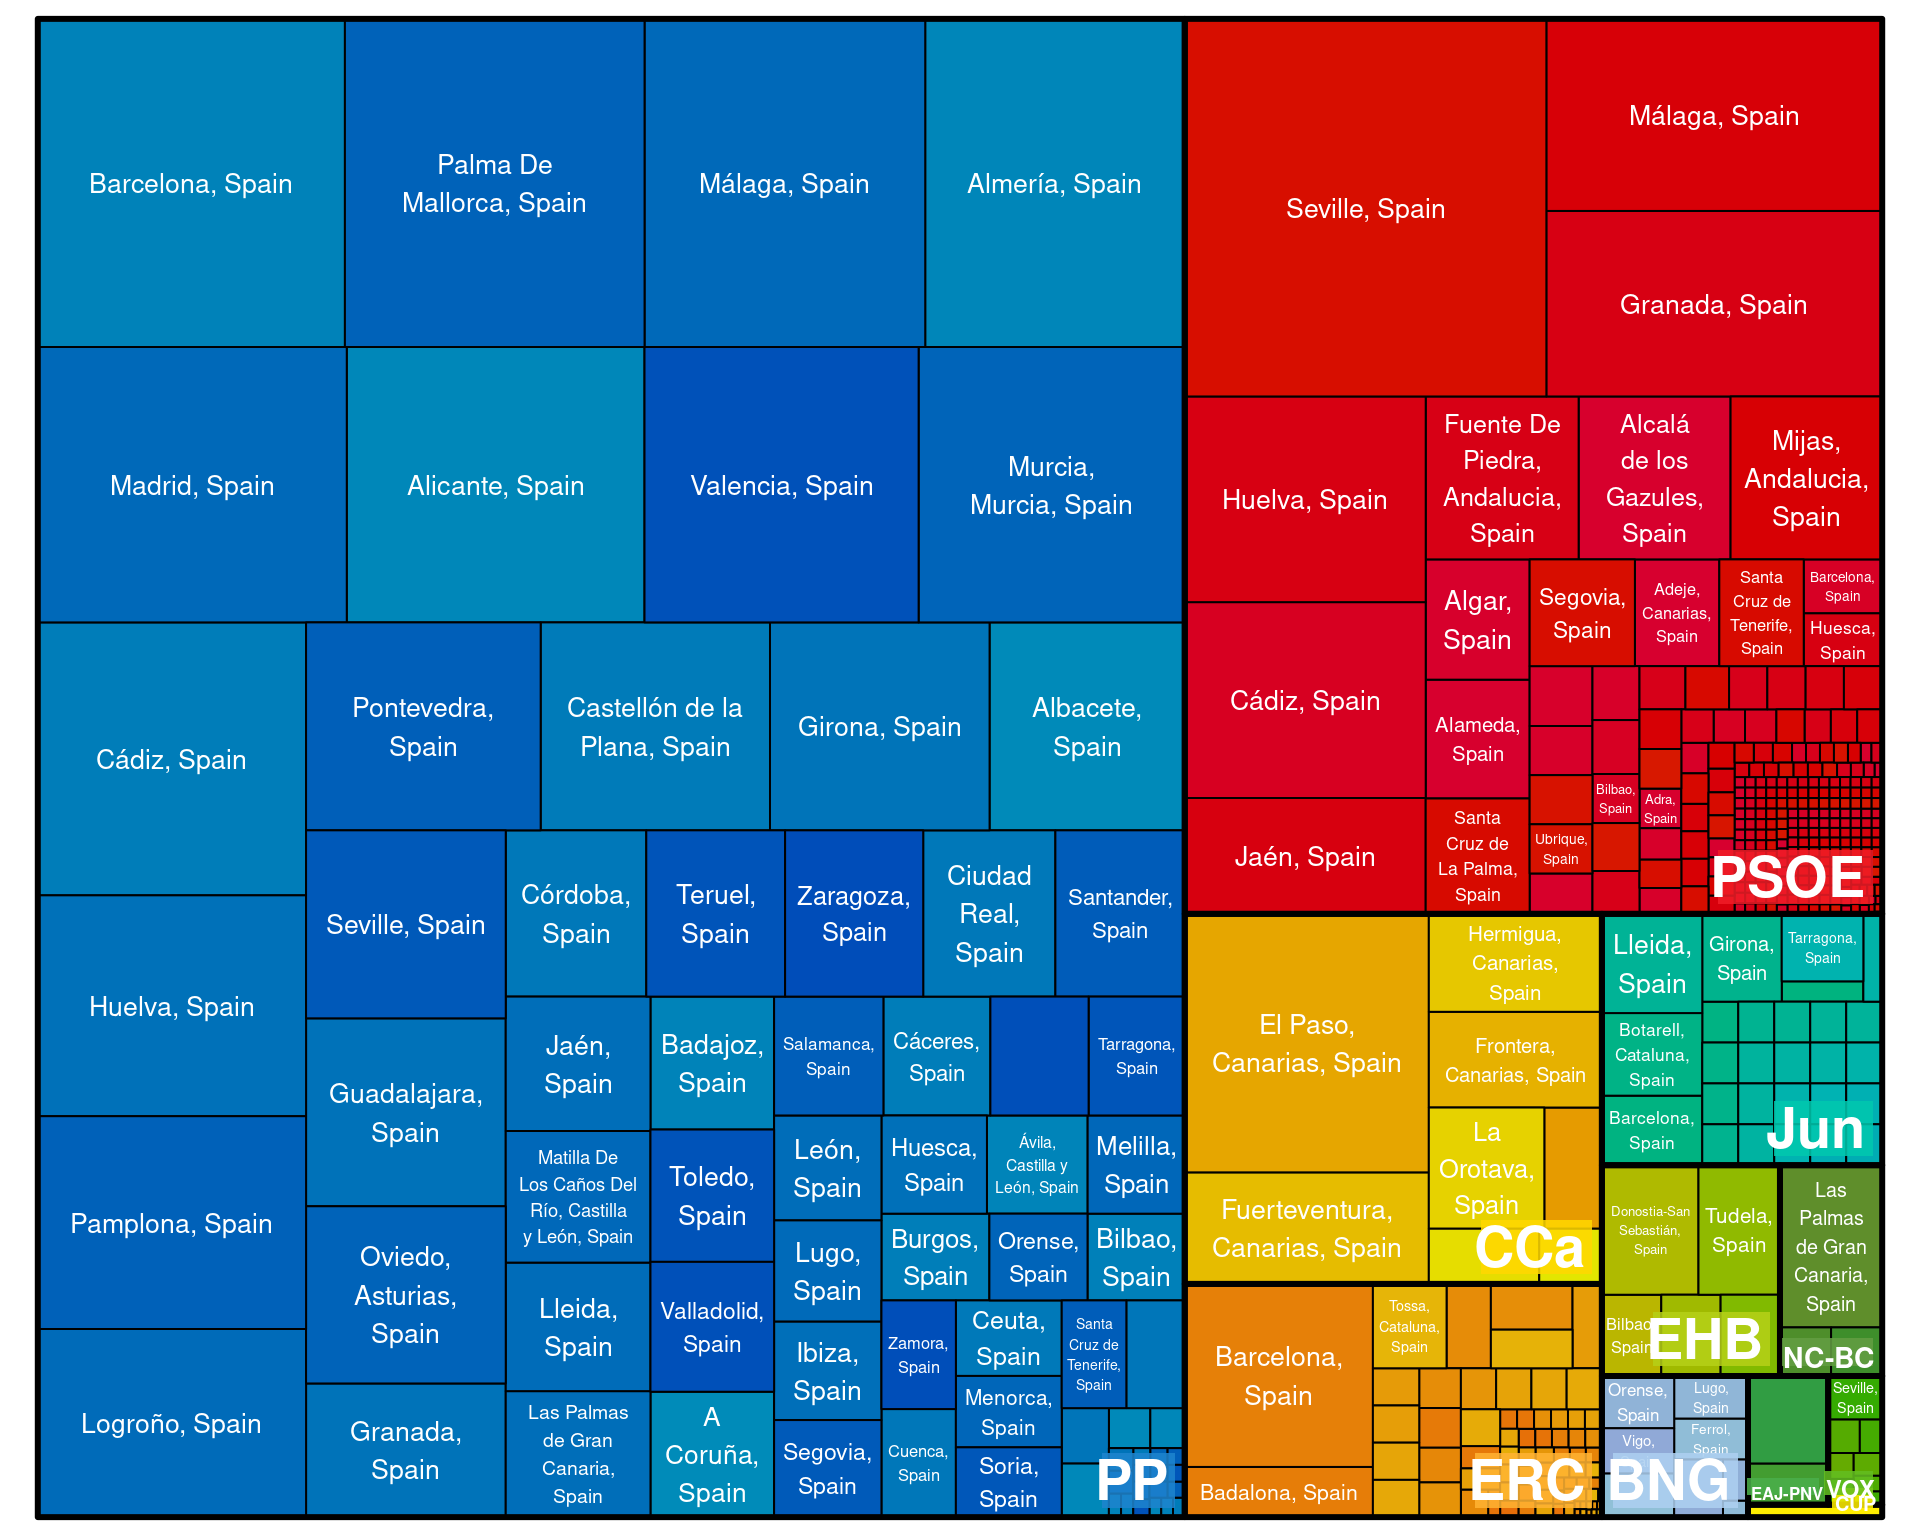 Barcelona, Spain
Palma De
Mallorca, Spain
Málaga, Spain
Almería, Spain
Madrid, Spain
Alicante, Spain
Valencia, Spain
Murcia,
Murcia, Spain
Cádiz, Spain
Huelva, Spain
Pamplona, Spain
Logroño, Spain
Pontevedra,
Spain
Castellón de la
Plana, Spain
Girona, Spain
Albacete,
Spain
Seville, Spain
Guadalajara,
Spain
Oviedo,
Asturias,
Spain
Granada,
Spain
Córdoba,
Spain
Teruel,
Spain
Zaragoza,
Spain
Ciudad
Real,
Spain
Santander,
Spain
Jaén,
Spain
Matilla De
Los Caños Del
Río, Castilla
y León, Spain
Lleida,
Spain
Las Palmas
de Gran
Canaria,
Spain
Badajoz,
Spain
Toledo,
Spain
Valladolid,
Spain
A
Coruña,
Spain
Salamanca,
Spain
Cáceres,
Spain
Tarragona,
Spain
León,
Spain
Lugo,
Spain
Ibiza,
Spain
Segovia,
Spain
Huesca,
Spain
Ávila,
Castilla y
León, Spain
Melilla,
Spain
Burgos,
Spain
Orense,
Spain
Bilbao,
Spain
Zamora,
Spain
Cuenca,
Spain
Ceuta,
Spain
Menorca,
Spain
Soria,
Spain
Santa
Cruz de
Tenerife,
Spain
PP
Seville, Spain
Málaga, Spain
Granada, Spain
Huelva, Spain
Cádiz, Spain
Jaén, Spain
Fuente De
Piedra,
Andalucia,
Spain
Alcalá
de los
Gazules,
Spain
Mijas,
Andalucia,
Spain
Algar,
Spain
Alameda,
Spain
Santa
Cruz de
La Palma,
Spain
Segovia,
Spain
Adeje,
Canarias,
Spain
Santa
Cruz de
Tenerife,
Spain
Barcelona,
Spain
Huesca,
Spain
Bilbao,
Spain
Adra,
Spain
Ubrique,
Spain
PSOE
El Paso,
Canarias, Spain
Fuerteventura,
Canarias, Spain
Hermigua,
Canarias,
Spain
Frontera,
Canarias, Spain
La
Orotava,
Spain
CCa
Barcelona,
Spain
Badalona, Spain
Tossa,
Cataluna,
Spain
ERC
Lleida,
Spain
Botarell,
Cataluna,
Spain
Barcelona,
Spain
Girona,
Spain
Tarragona,
Spain
Jun
Donostia-San
Sebastián,
Spain
Tudela,
Spain
Bilbao,
Spain
EHB
Las
Palmas
de Gran
Canaria,
Spain
NC-BC
Orense,
Spain
Lugo,
Spain
Vigo,
Ferrol,
Spain
BNG
EAJ-PNV
Seville,
Spain
VOX
CUP